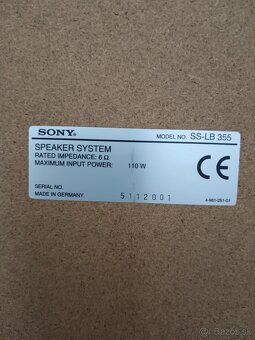 SONY
MODEL NO. SS-LB 355
SPEAKER SYSTEM
RATED IMPEDANCE: 6 Ω
MAXIMUM INPUT POWER: 110 W
CE
SERIAL NO.
MADE IN GERMANY 5112001
4-981-251-01
bazos.sk